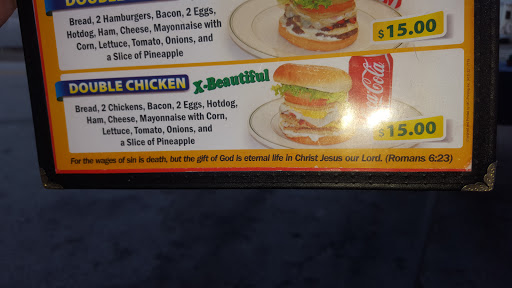 DOUBLE
Bread, 2 Hamburgers, Bacon, 2 Eggs,
Hotdog, Ham, Cheese, Mayonnaise with
Corn, Lettuce, Tomato, Onions, and
a Slice of Pineapple
$15.00
DOUBLE CHICKEN X-Beautiful
Bread, 2 Chickens, Bacon, 2 Eggs, Hotdog,
Ham, Cheese, Mayonnaise with Corn,
Lettuce, Tomato, Onions, and
a Slice of Pineapple
Coca-Cola
$15.00
For the wages of sin is death, but the gift of God is eternal life in Christ Jesus our Lord. (Romans 6:23)